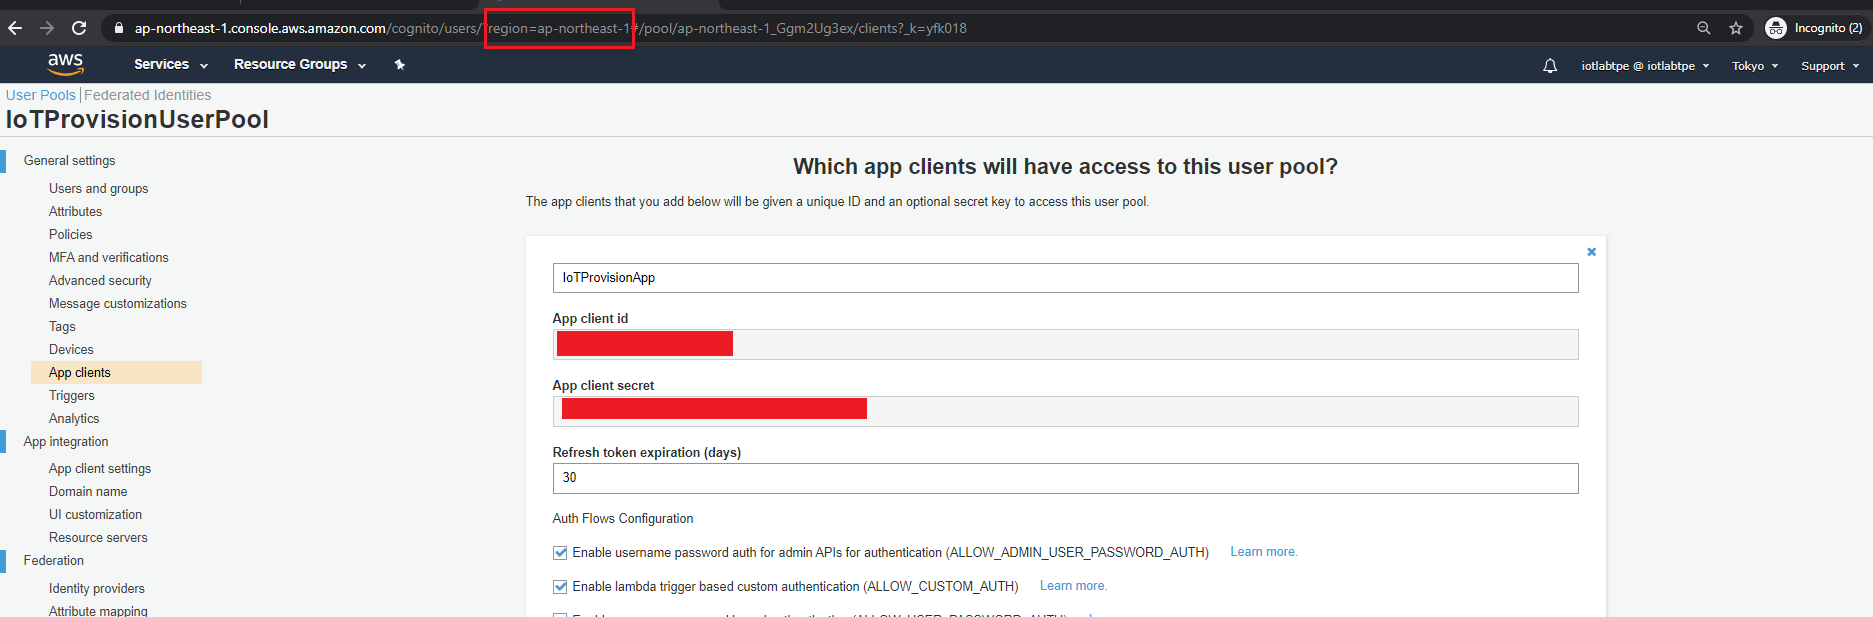 ap-northeast-1.console.aws.amazon.com/cognito/users/?region=ap-northeast-1#/pool/ap-northeast-1_Ggm2Ug3ex/clients?_k=yfk018
Incognito (2)
aws
Services
Resource Groups
iotlabtpe @ iotlabtpe
Tokyo
Support
User Pools | Federated Identities
IoTProvisionUserPool
General settings
Users and groups
Attributes
Policies
MFA and verifications
Advanced security
Message customizations
Tags
Devices
App clients
Triggers
Analytics
App integration
App client settings
Domain name
UI customization
Resource servers
Federation
Identity providers
Attribute mapping
Which app clients will have access to this user pool?
The app clients that you add below will be given a unique ID and an optional secret key to access this user pool.
IoTProvisionApp
App client id
App client secret
Refresh token expiration (days)
30
Auth Flows Configuration
Enable username password auth for admin APIs for authentication (ALLOW_ADMIN_USER_PASSWORD_AUTH) Learn more.
Enable lambda trigger based custom authentication (ALLOW_CUSTOM_AUTH) Learn more.